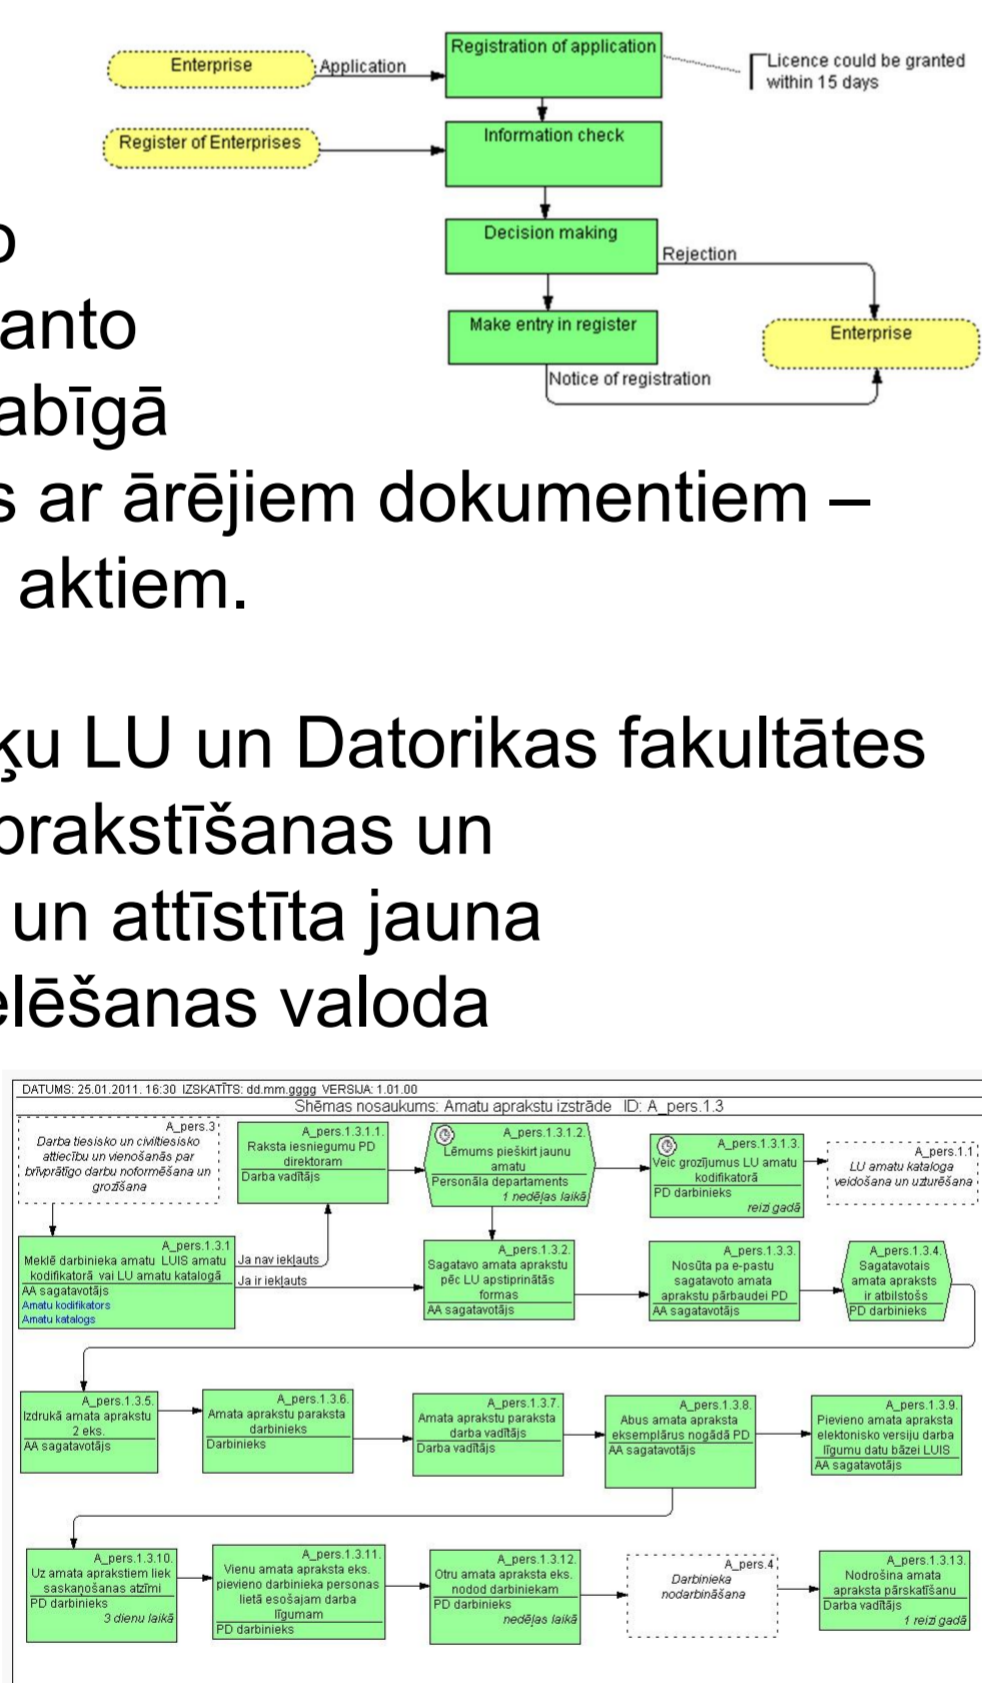 Enterprise
Application
Registration of application
Licence could be granted
within 15 days
Register of Enterprises
Information check
Decision making
Rejection
Make entry in register
Enterprise
Notice of registration
o
anto
abīgā
s ar ārējiem dokumentiem –
aktiem.
ķu LU un Datorikas fakultātes
prakstīšanas un
un attīstīta jauna
elēšanas valoda
DATUMS: 25.01.2011. 16:30 IZSKATĪTS: dd.mm.gggg VERSIJA: 1.01.00
Shēmas nosaukums: Amatu aprakstu izstrāde ID: A_pers.1.3
A_pers.3
Darba tiesisko un civiltiesisko
attiecību un vienošanās par
brīvprātīgo darbu noformēšana un
grozīšana
A_pers.1.3.1.1.
Raksta iesniegumu PD
direktoram
Darba vadītājs
A_pers.1.3.1.2.
Lēmums piešķirt jaunu
amatu
Personāla departaments
1 nedēļas laikā
A_pers.1.3.1.3.
Veic grozījumus LU amatu
kodifikatorā
PD darbinieks
reizi gadā
A_pers.1.1
LU amatu kataloga
veidošana un uzturēšana
A_pers.1.3.1
Meklē darbinieka amatu LUIS amatu
kodifikatorā vai LU amatu katalogā
AA sagatavotājs
Amatu kodifikators
Amatu katalogs
Ja nav iekļauts
Ja ir iekļauts
A_pers.1.3.2.
Sagatavo amata aprakstu
pēc LU apstiprinātās
formas
AA sagatavotājs
A_pers.1.3.3.
Nosūta pa e-pastu
sagatavoto amata
aprakstu pārbaudei PD
AA sagatavotājs
A_pers.1.3.4.
Sagatavotais
amata apraksts
ir atbilstošs
PD darbinieks
A_pers.1.3.5.
Izdrukā amata aprakstu
2 eks.
AA sagatavotājs
A_pers.1.3.6.
Amata aprakstu paraksta
darbinieks
Darbinieks
A_pers.1.3.7.
Amata aprakstu paraksta
darba vadītājs
Darba vadītājs
A_pers.1.3.8.
Abus amata apraksta
eksemplārus nogādā PD
AA sagatavotājs
A_pers.1.3.9.
Pievieno amata apraksta
elektonisko versiju darba
līgumu datu bāzei LUIS
AA sagatavotājs
A_pers.1.3.10.
Uz amata aprakstiem liek
saskaņošanas atzīmi
PD darbinieks
3 dienu laikā
A_pers.1.3.11.
Vienu amata apraksta eks.
pievieno darbinieka personas
lietā esošajam darba
līgumam
PD darbinieks
A_pers.1.3.12.
Otru amata apraksta eks.
nodod darbiniekam
PD darbinieks
nedēļas laikā
A_pers.4
Darbinieka
nodarbināšana
A_pers.1.3.13.
Nodrošina amata
apraksta pārskatīšanu
Darba vadītājs
1 reizi gadā